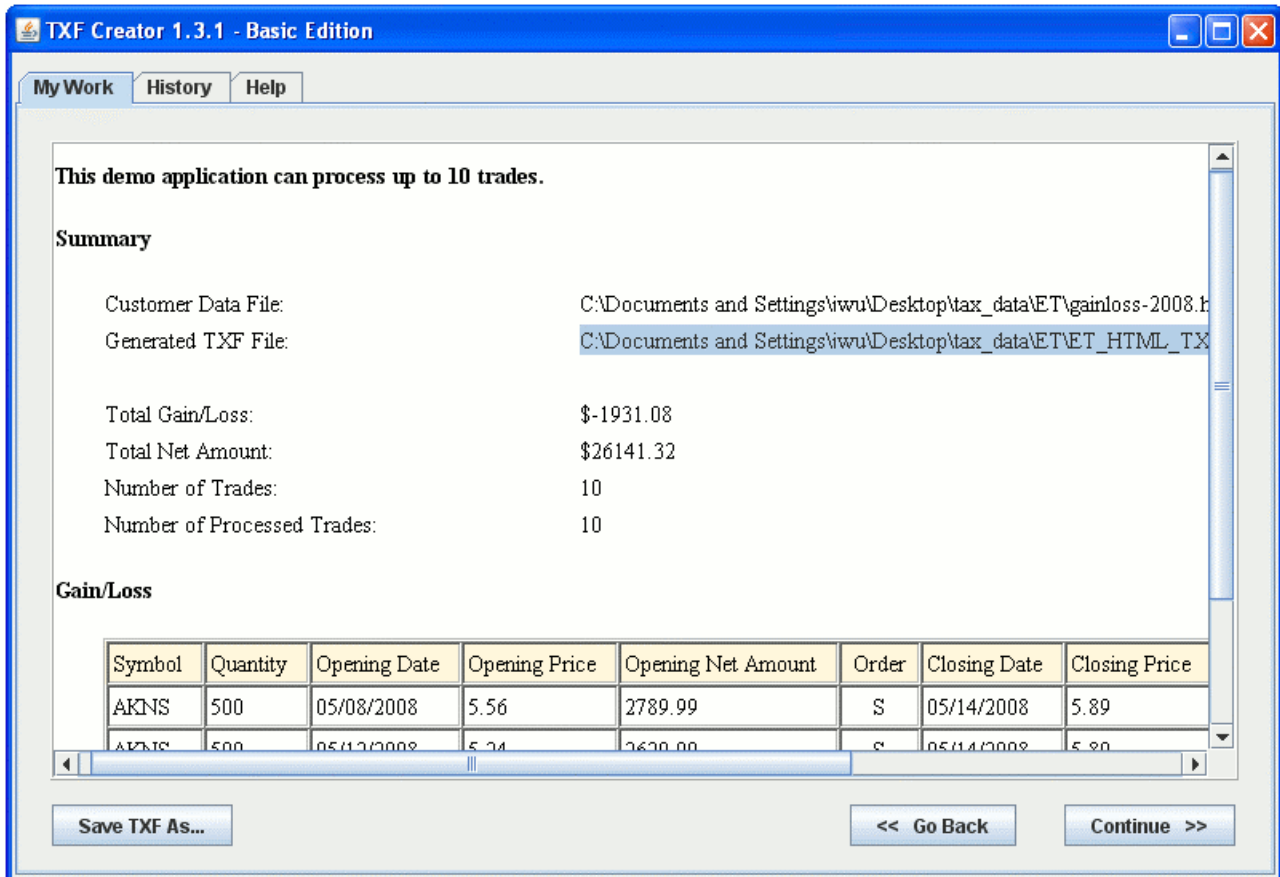 TXF Creator 1.3.1 - Basic Edition
My Work History Help
This demo application can process up to 10 trades.
Summary
Customer Data File: C:\Documents and Settings\iwu\Desktop\tax_data\ET\gainloss-2008.h
Generated TXF File: C:\Documents and Settings\iwu\Desktop\tax_data\ET\ET_HTML_TX
Total Gain/Loss: $-1931.08
Total Net Amount: $26141.32
Number of Trades: 10
Number of Processed Trades: 10
Gain/Loss
Symbol Quantity Opening Date Opening Price Opening Net Amount Order Closing Date Closing Price
AKNS 500 05/08/2008 5.56 2789.99 S 05/14/2008 5.89
AKNS 500 S 05/14/2008
Save TXF As... << Go Back Continue >>